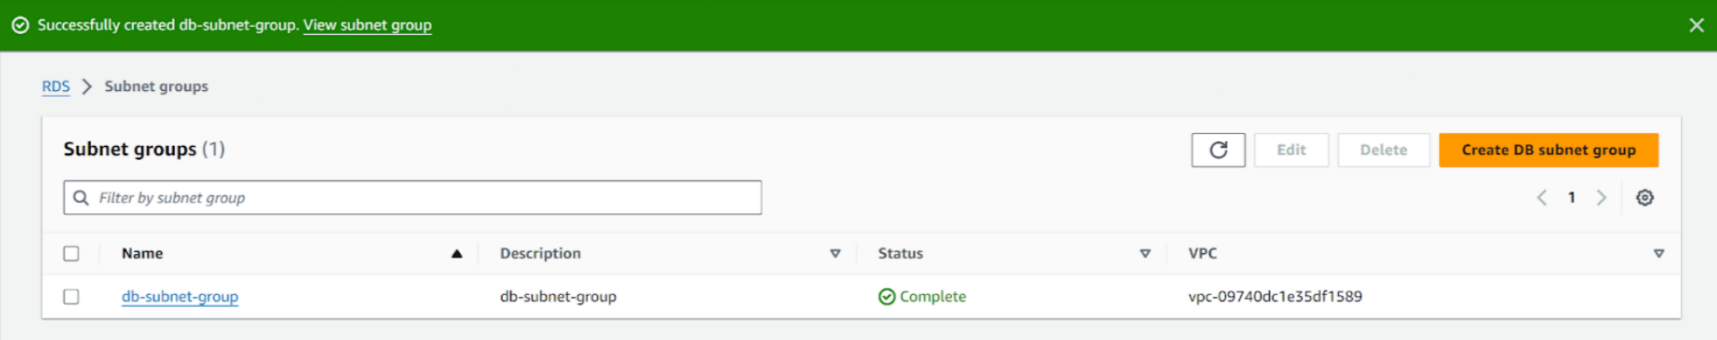 Successfully created db-subnet-group. View subnet group
RDS > Subnet groups
Subnet groups (1)
Edit
Delete
Create DB subnet group
Filter by subnet group
1
Name Description Status VPC
db-subnet-group db-subnet-group Complete vpc-09740dc1e35df1589